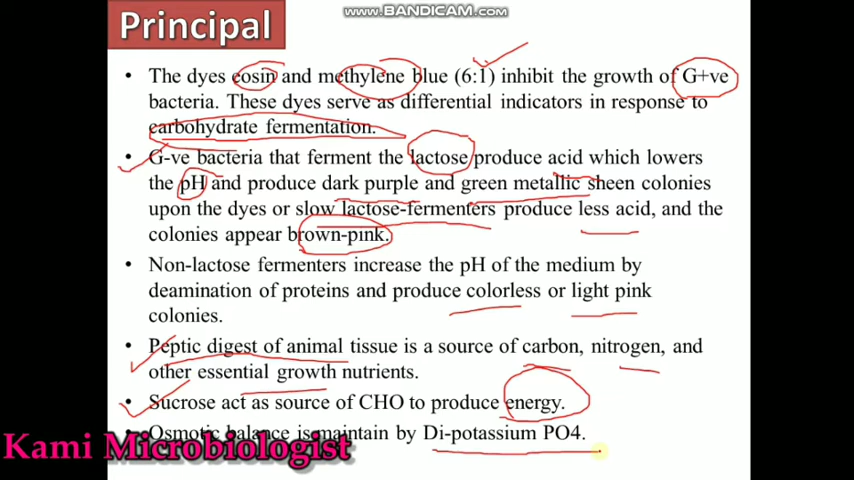 www.BANDICAM.com
Principal
• The dyes eosin and methylene blue (6:1) inhibit the growth of G+ve
bacteria. These dyes serve as differential indicators in response to
carbohydrate fermentation.
• G-ve bacteria that ferment the lactose produce acid which lowers
the pH and produce dark purple and green metallic sheen colonies
upon the dyes or slow lactose-fermenters produce less acid, and the
colonies appear brown-pink.
• Non-lactose fermenters increase the pH of the medium by
deamination of proteins and produce colorless or light pink
colonies.
• Peptic digest of animal tissue is a source of carbon, nitrogen, and
other essential growth nutrients.
• Sucrose act as source of CHO to produce energy.
• Osmotic balance is maintain by Di-potassium PO4.
Kami Microbiologist